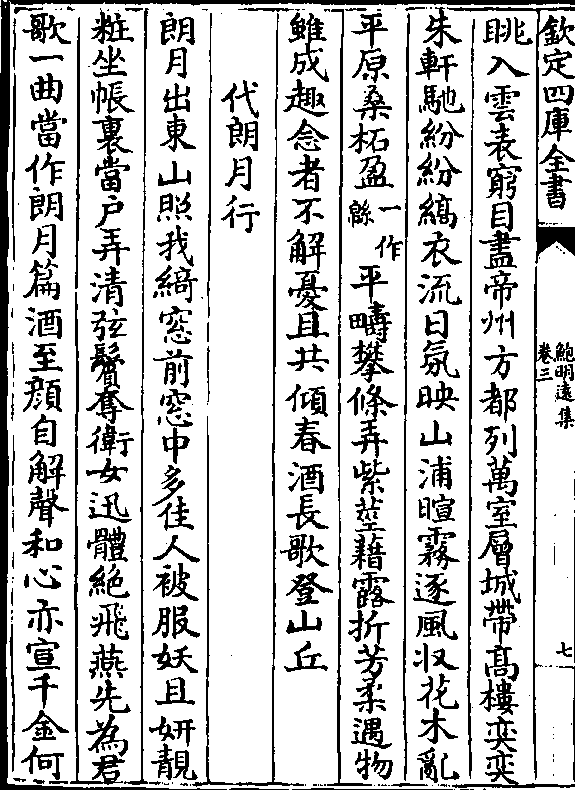 欽定四庫全書
鮑明遠集
卷三
七
眺入雲表窮目盡帝州方都列萬室層城帶髙樓奕奕
朱軒馳紛紛縞衣流日氛映山浦暄霧逐風収花木亂
平原桑柘盈一作緜平疇攀條弄紫莖藉露折芳柔遇物
雖成趣念者不解憂且共傾春酒長歌登山丘
代朗月行
朗月出東山照我綺窓前窓中多佳人被服妖且妍靚
粧坐帳裏當户弄清弦鬢奪衛女迅體絶飛燕先為君
歌一曲當作朗月篇酒至顔自解聲和心亦宣千金何